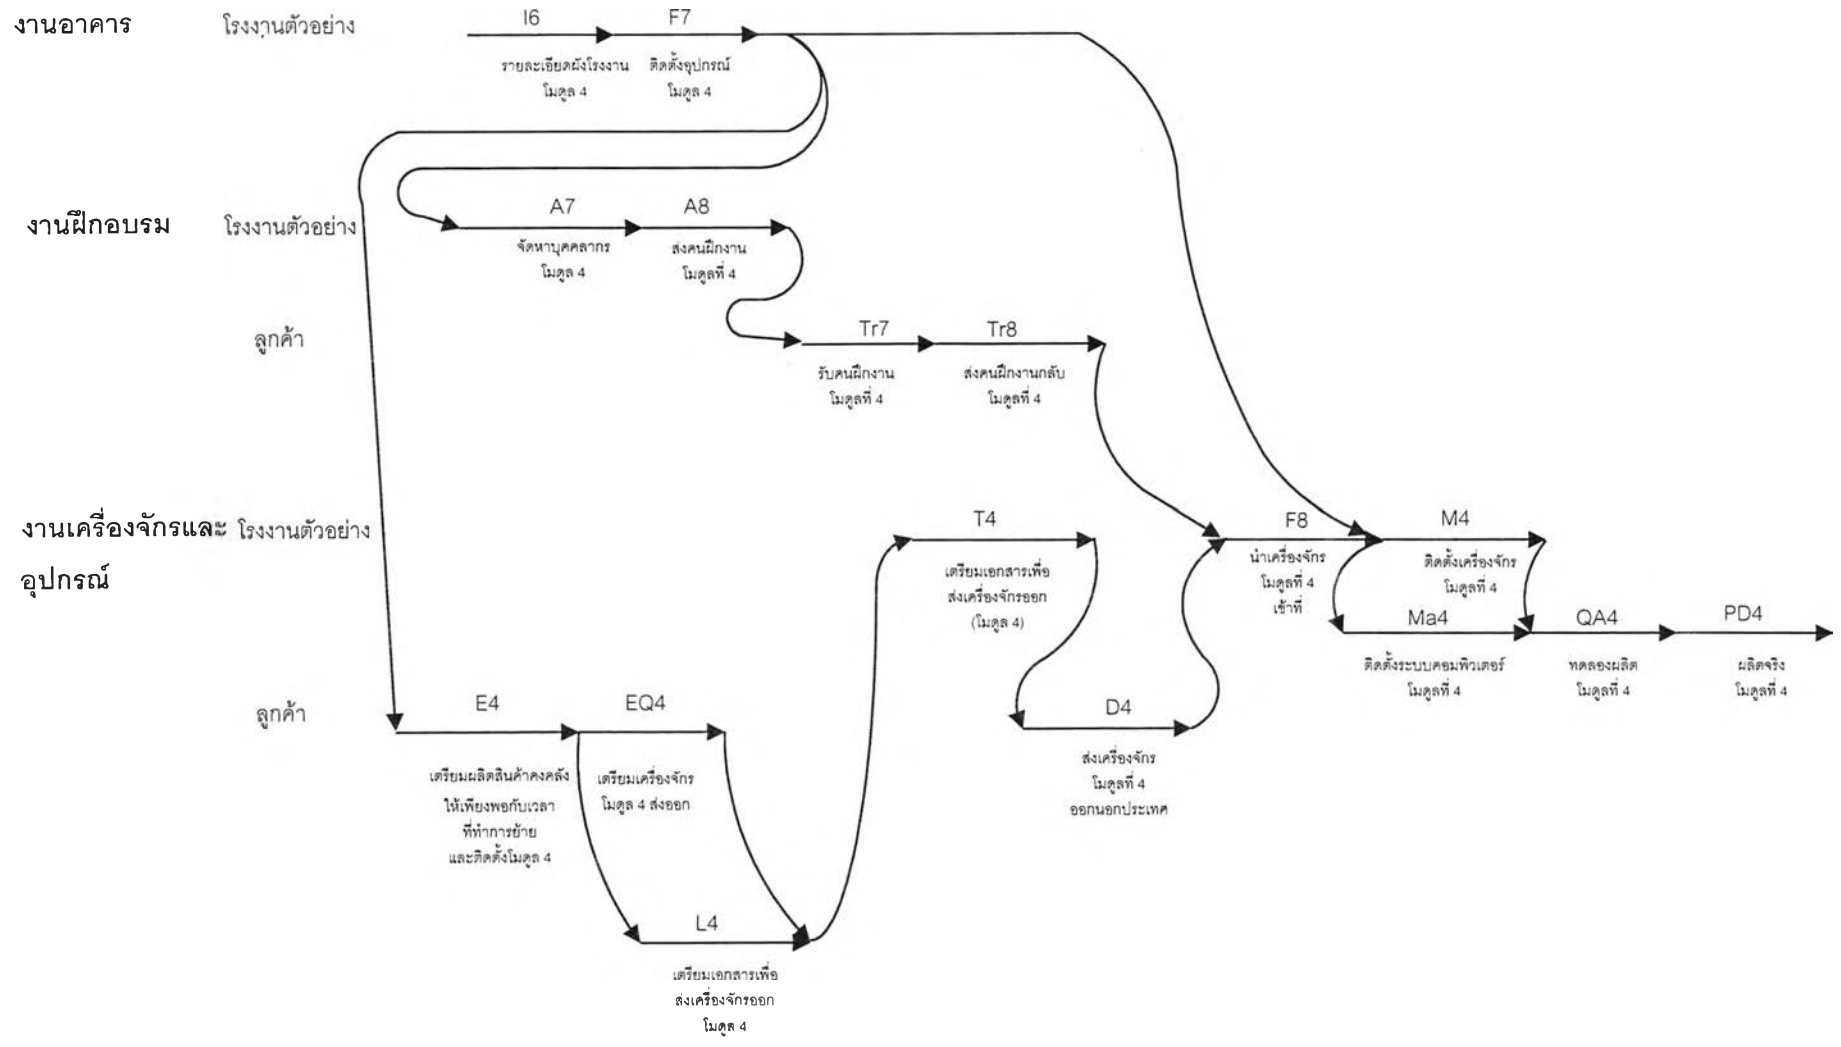 งานอาคาร
โรงงานตัวอย่าง
I6
F7
รายละเอียดผังโรงงาน
โมดูล 4
ติดตั้งอุปกรณ์
โมดูล 4
งานฝึกอบรม
โรงงานตัวอย่าง
A7
A8
จัดหาบุคคลากร
โมดูล 4
ส่งคนฝึกงาน
โมดูลที่ 4
ลูกค้า
Tr7
Tr8
รับคนฝึกงาน
โมดูลที่ 4
ส่งคนฝึกงานกลับ
โมดูลที่ 4
งานเครื่องจักรและ
อุปกรณ์
โรงงานตัวอย่าง
T4
เตรียมเอกสารเพื่อ
ส่งเครื่องจักรออก
(โมดูล 4)
F8
นำเครื่องจักร
โมดูลที่ 4
เข้าที่
M4
ติดตั้งเครื่องจักร
โมดูลที่ 4
Ma4
ติดตั้งระบบคอมพิวเตอร์
โมดูลที่ 4
QA4
ทดลองผลิต
โมดูลที่ 4
PD4
ผลิตจริง
โมดูลที่ 4
ลูกค้า
E4
เตรียมผลิตสินค้าคงคลัง
ให้เพียงพอกับเวลา
ที่ทำการย้าย
และติดตั้งโมดูล 4
EQ4
เตรียมเครื่องจักร
โมดูล 4 ส่งออก
D4
ส่งเครื่องจักร
โมดูลที่ 4
ออกนอกประเทศ
L4
เตรียมเอกสารเพื่อ
ส่งเครื่องจักรออก
โมดูล 4